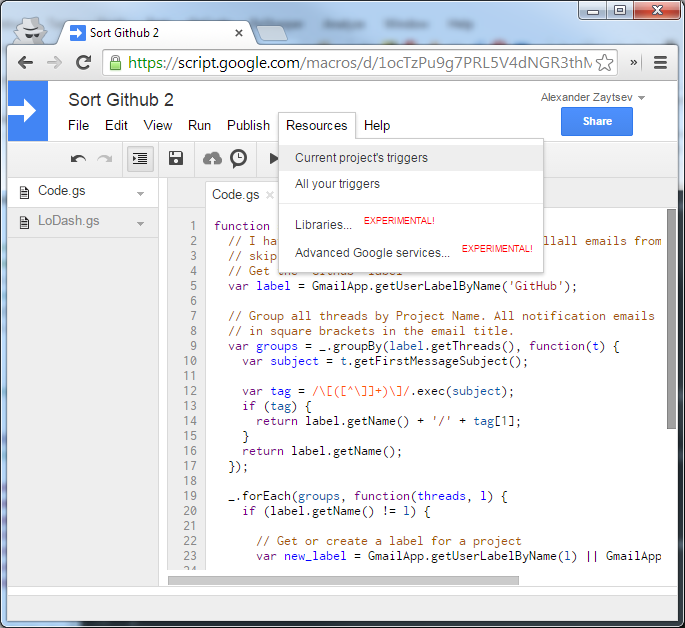 Sort Github 2
https://script.google.com/macros/d/1ocTzPu9g7PRL5V4dNGR3thM
Sort Github 2
Alexander Zaytsev
File Edit View Run Publish Resources Help
Share
Current project's triggers
All your triggers
Libraries... EXPERIMENTAL!
Advanced Google services... EXPERIMENTAL!
Code.gs
LoDash.gs
Code.gs
1 function
2 // I ha llall emails from
3 // skip
4 // Get the "GitHub" label
5 var label = GmailApp.getUserLabelByName('GitHub');
6
7 // Group all threads by Project Name. All notification emails
8 // in square brackets in the email title.
9 var groups = _.groupBy(label.getThreads(), function(t) {
10 var subject = t.getFirstMessageSubject();
11
12 var tag = /\[([^\]]+)\]/.exec(subject);
13 if (tag) {
14 return label.getName() + '/' + tag[1];
15 }
16 return label.getName();
17 });
18
19 _.forEach(groups, function(threads, l) {
20 if (label.getName() != l) {
21
22 // Get or create a label for a project
23 var new_label = GmailApp.getUserLabelByName(l) || GmailApp
24